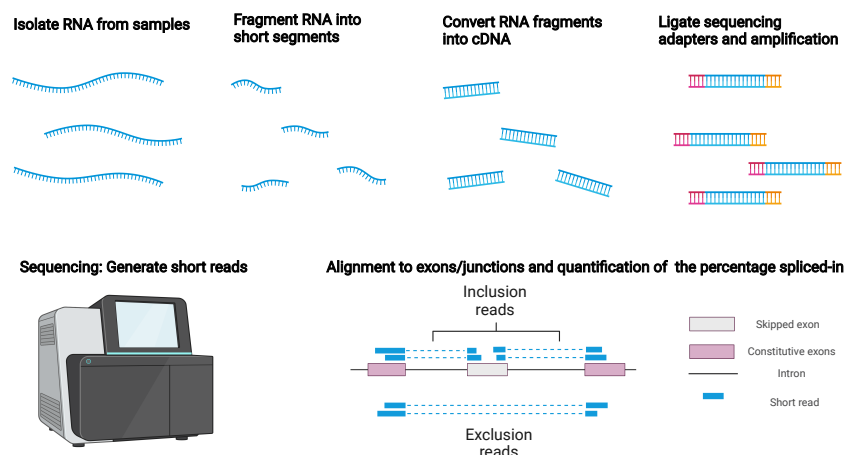 Isolate RNA from samples
Fragment RNA into
short segments
Convert RNA fragments
into cDNA
Ligate sequencing
adapters and amplification
Sequencing: Generate short reads
Alignment to exons/junctions and quantification of the percentage spliced-in
Inclusion
reads
Exclusion
reads
Skipped exon
Constitutive exons
Intron
Short read